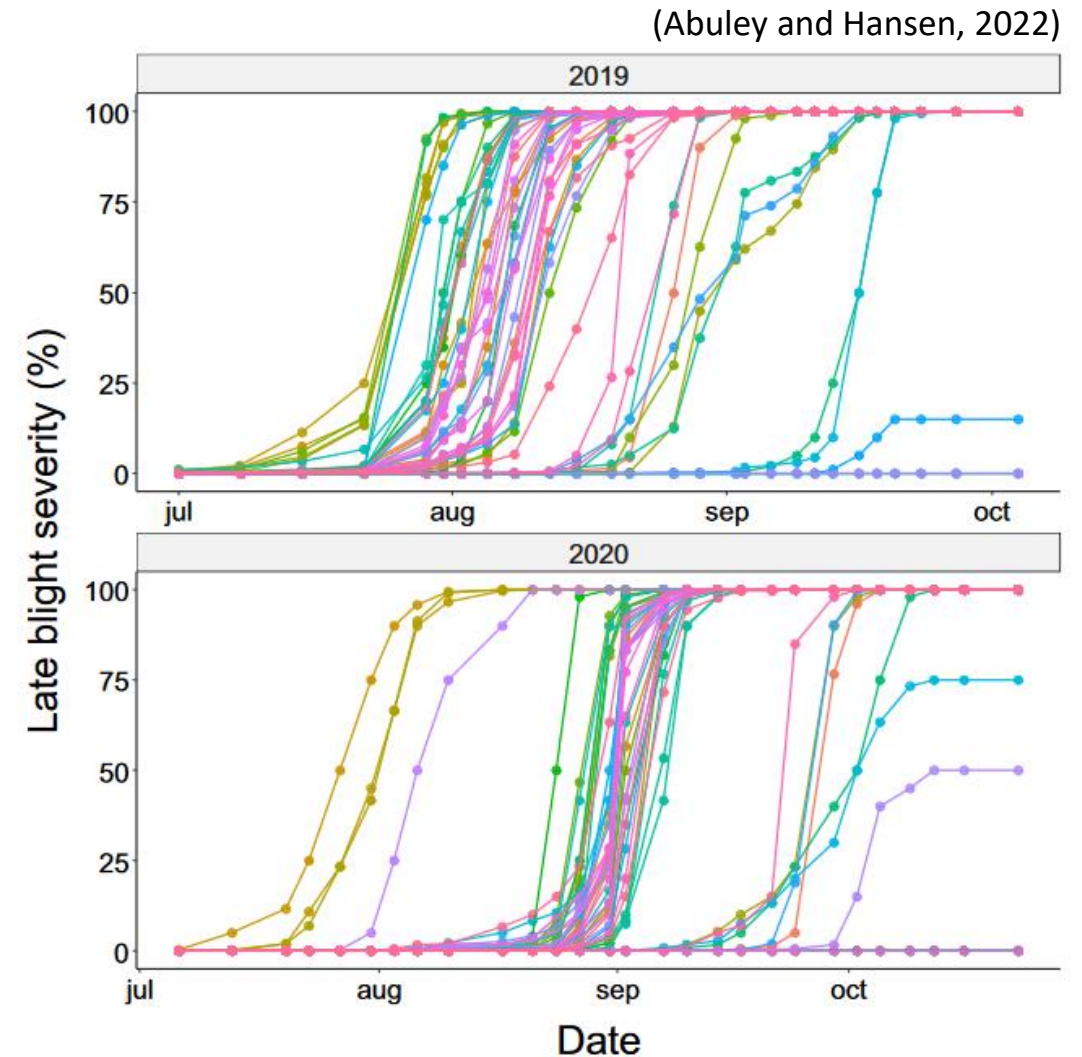 (Abuley and Hansen, 2022)
2019
100
75
50
25
0
jul aug sep oct
2020
100
75
50
25
0
jul aug sep oct
Late blight severity (%)
Date